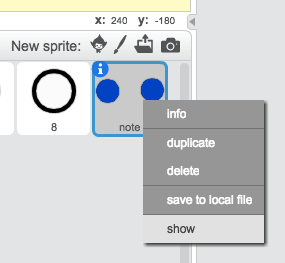 x: 240 y: -180
New sprite:
i
8
note
info
duplicate
delete
save to local file
show